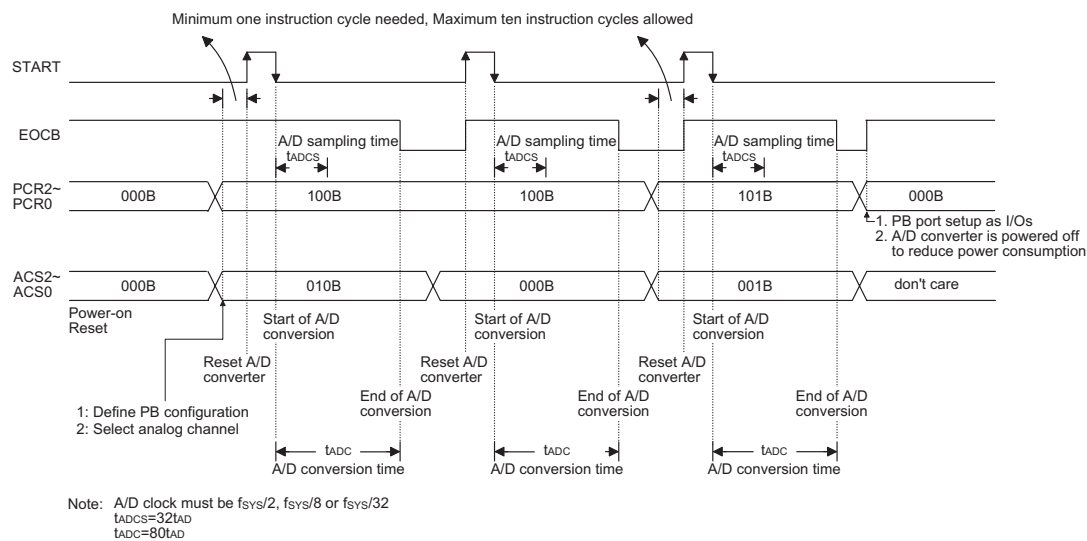 Minimum one instruction cycle needed, Maximum ten instruction cycles allowed
START
EOCB
A/D sampling time
tADCS
A/D sampling time
tADCS
A/D sampling time
tADCS
PCR2~
PCR0
000B
100B
100B
101B
000B
1. PB port setup as I/Os
2. A/D converter is powered off
to reduce power consumption
ACS2~
ACS0
000B
010B
000B
001B
don't care
Power-on
Reset
Start of A/D
conversion
Start of A/D
conversion
Start of A/D
conversion
Reset A/D
converter
Reset A/D
converter
Reset A/D
converter
End of A/D
conversion
End of A/D
conversion
End of A/D
conversion
1: Define PB configuration
2: Select analog channel
tADC
A/D conversion time
tADC
A/D conversion time
tADC
A/D conversion time
Note: A/D clock must be fSYS/2, fSYS/8 or fSYS/32
tADCS=32tAD
tADC=80tAD